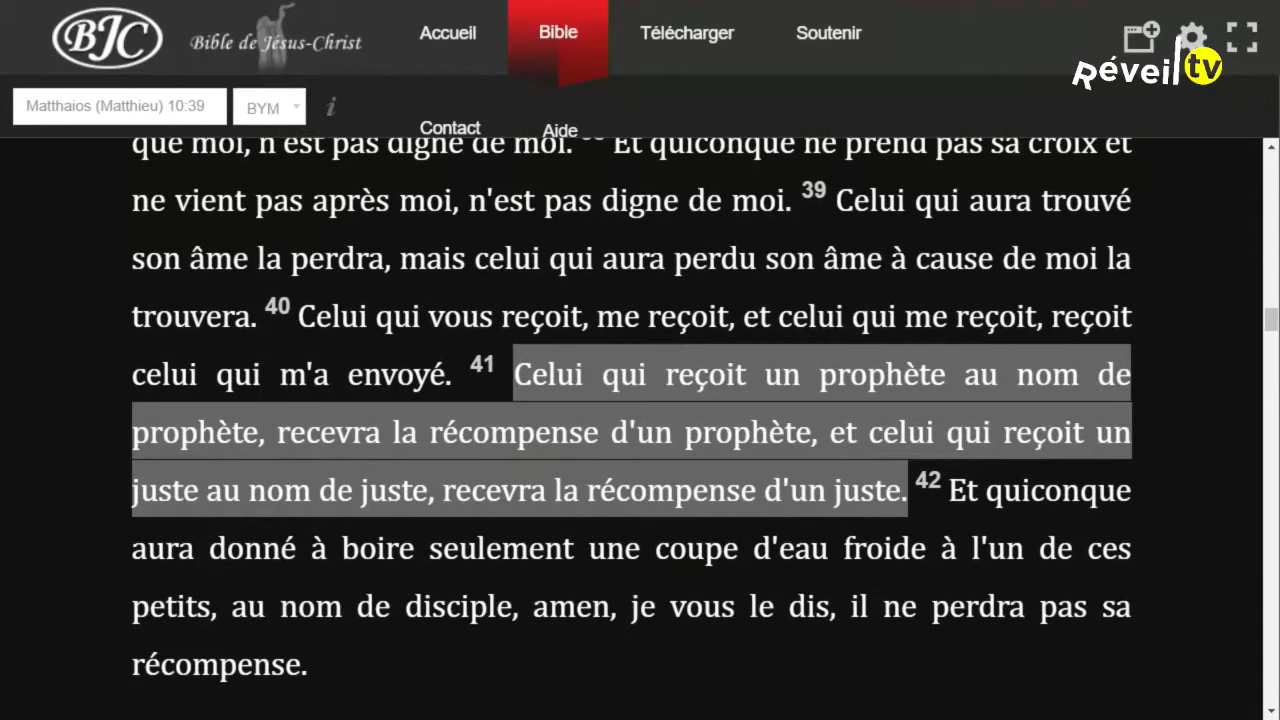 BJC
Bible de Jésus-Christ
Accueil
Bible
Télécharger
Soutenir
Réveil tv
Matthaios (Matthieu) 10:39
BYM
i
Contact
Aide
que moi, n'est pas digne de moi. Et quiconque ne prend pas sa croix et
ne vient pas après moi, n'est pas digne de moi. 39 Celui qui aura trouvé
son âme la perdra, mais celui qui aura perdu son âme à cause de moi la
trouvera. 40 Celui qui vous reçoit, me reçoit, et celui qui me reçoit, reçoit
celui qui m'a envoyé. 41 Celui qui reçoit un prophète au nom de
prophète, recevra la récompense d'un prophète, et celui qui reçoit un
juste au nom de juste, recevra la récompense d'un juste. 42 Et quiconque
aura donné à boire seulement une coupe d'eau froide à l'un de ces
petits, au nom de disciple, amen, je vous le dis, il ne perdra pas sa
récompense.